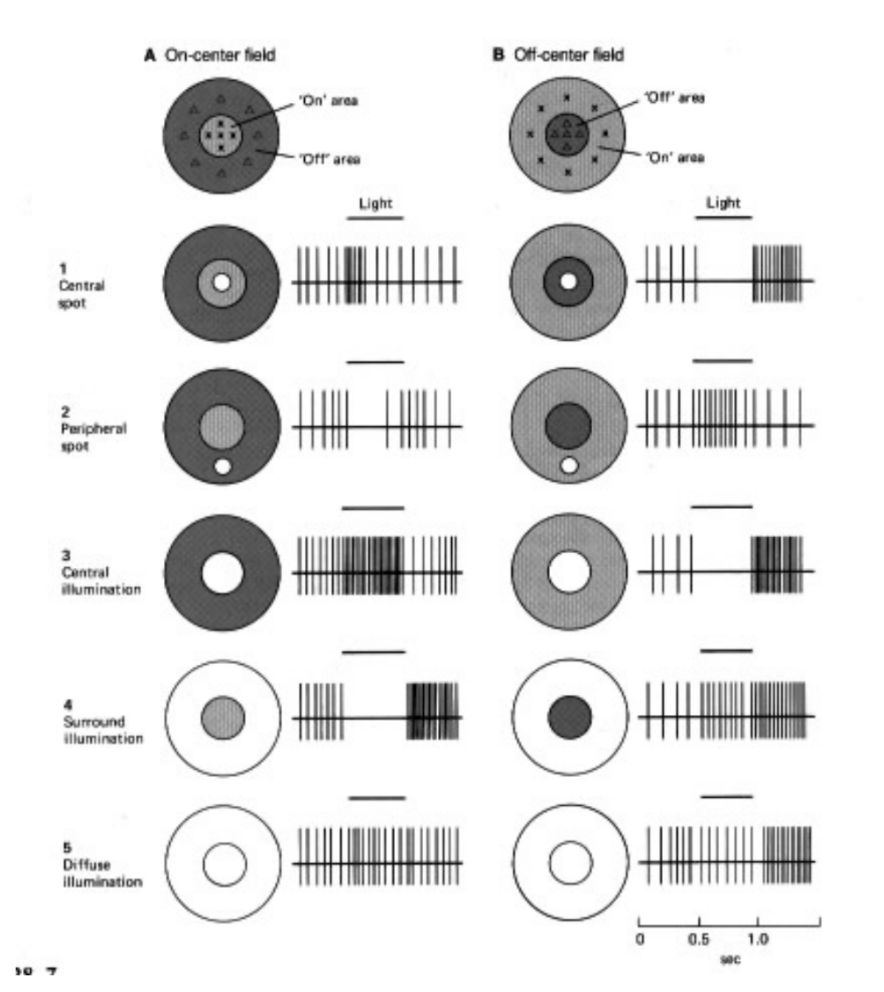 A On-center field
B Off-center field
'On' area
'Off' area
'Off' area
'On' area
Light
Light
1
Central
spot
2
Peripheral
spot
3
Central
illumination
4
Surround
illumination
5
Diffuse
illumination
0 0.5 1.0
sec